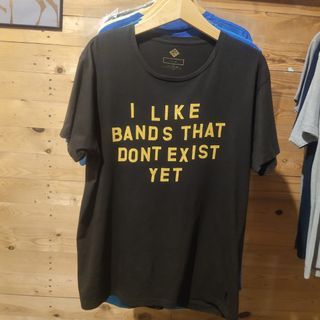 I LIKE
BANDS THAT
DONT EXIST
YET